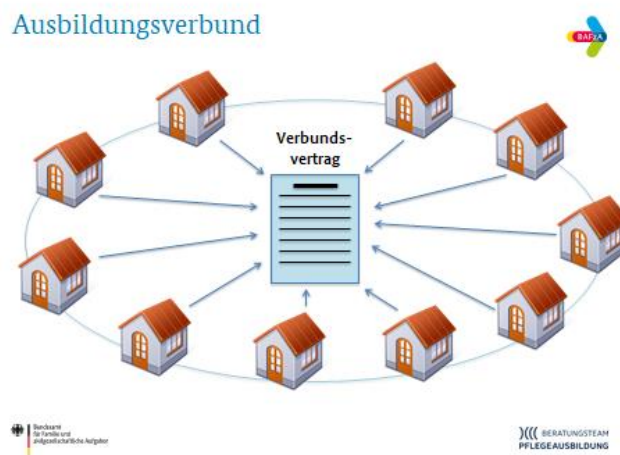 Ausbildungsverbund
BAFzA
Verbunds-
vertrag
Bundesamt
für Familie und
zivilgesellschaftliche Aufgaben
BERATUNGSTEAM
PFLEGEAUSBILDUNG